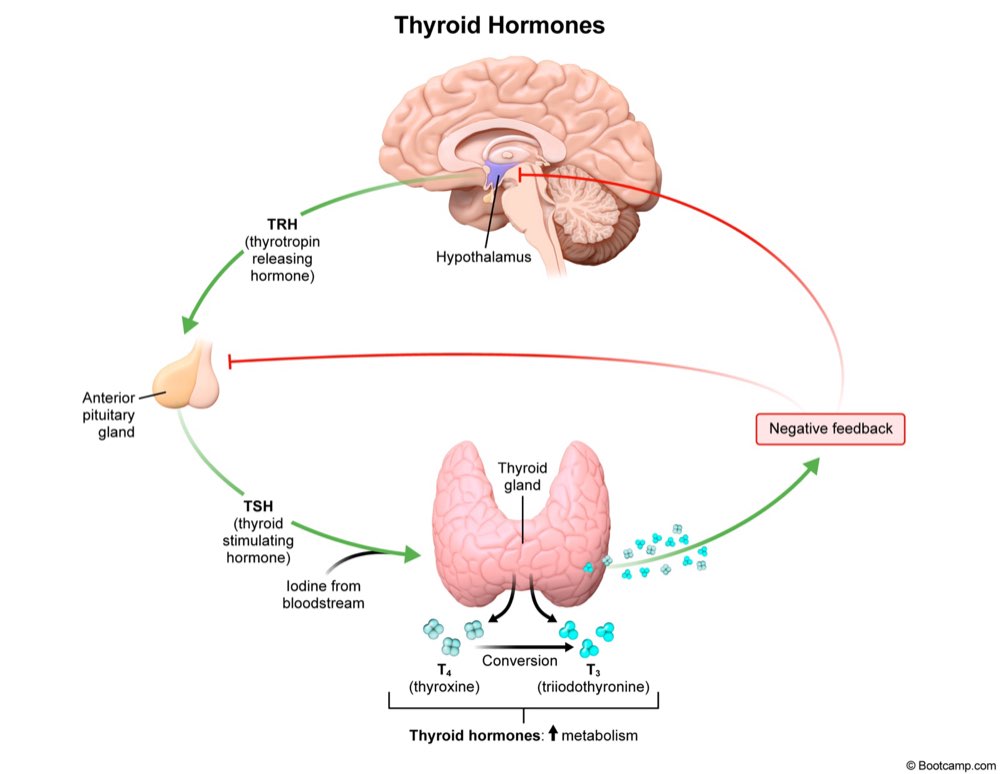 Thyroid Hormones
TRH
(thyrotropin
releasing
hormone)
Hypothalamus
Anterior
pituitary
gland
Negative feedback
Thyroid
gland
TSH
(thyroid
stimulating
hormone)
Iodine from
bloodstream
Conversion
T₄
(thyroxine)
T₃
(triiodothyronine)
Thyroid hormones: ⬆ metabolism
© Bootcamp.com